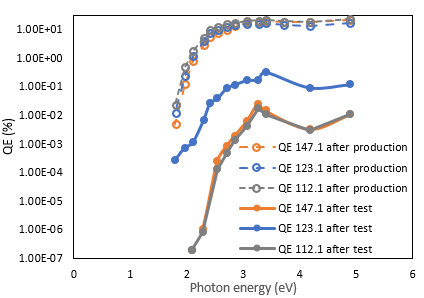 1.00E+01
1.00E+00
1.00E-01
1.00E-02
1.00E-03
1.00E-04
1.00E-05
1.00E-06
1.00E-07
QE (%)
QE 147.1 after production
QE 123.1 after production
QE 112.1 after production
QE 147.1 after test
QE 123.1 after test
QE 112.1 after test
0 1 2 3 4 5 6
Photon energy (eV)